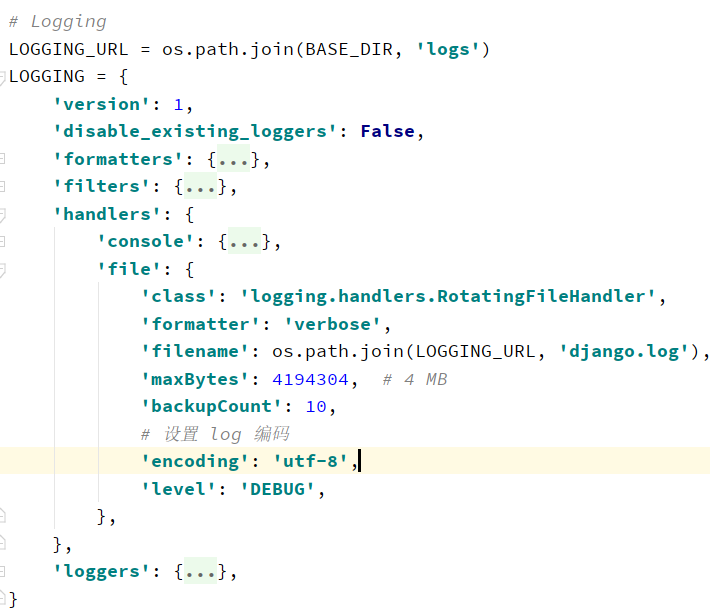 # Logging
LOGGING_URL = os.path.join(BASE_DIR, 'logs')
LOGGING = {
    'version': 1,
    'disable_existing_loggers': False,
    'formatters': {...},
    'filters': {...},
    'handlers': {
        'console': {...},
        'file': {
            'class': 'logging.handlers.RotatingFileHandler',
            'formatter': 'verbose',
            'filename': os.path.join(LOGGING_URL, 'django.log'),
            'maxBytes': 4194304,  # 4 MB
            'backupCount': 10,
            # 设置 log 编码
            'encoding': 'utf-8',
            'level': 'DEBUG',
        },
    },
    'loggers': {...},
}